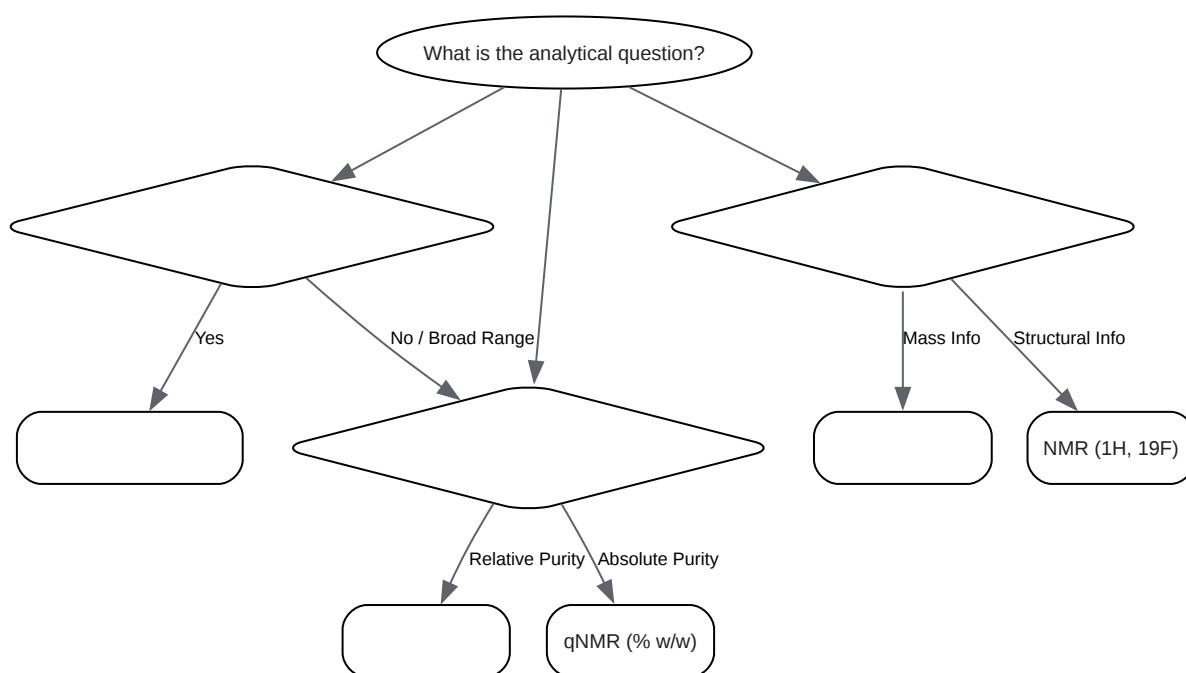 What is the analytical question?
Yes
No / Broad Range
Mass Info
Structural Info
NMR (1H, 19F)
Relative Purity
Absolute Purity
qNMR (% w/w)